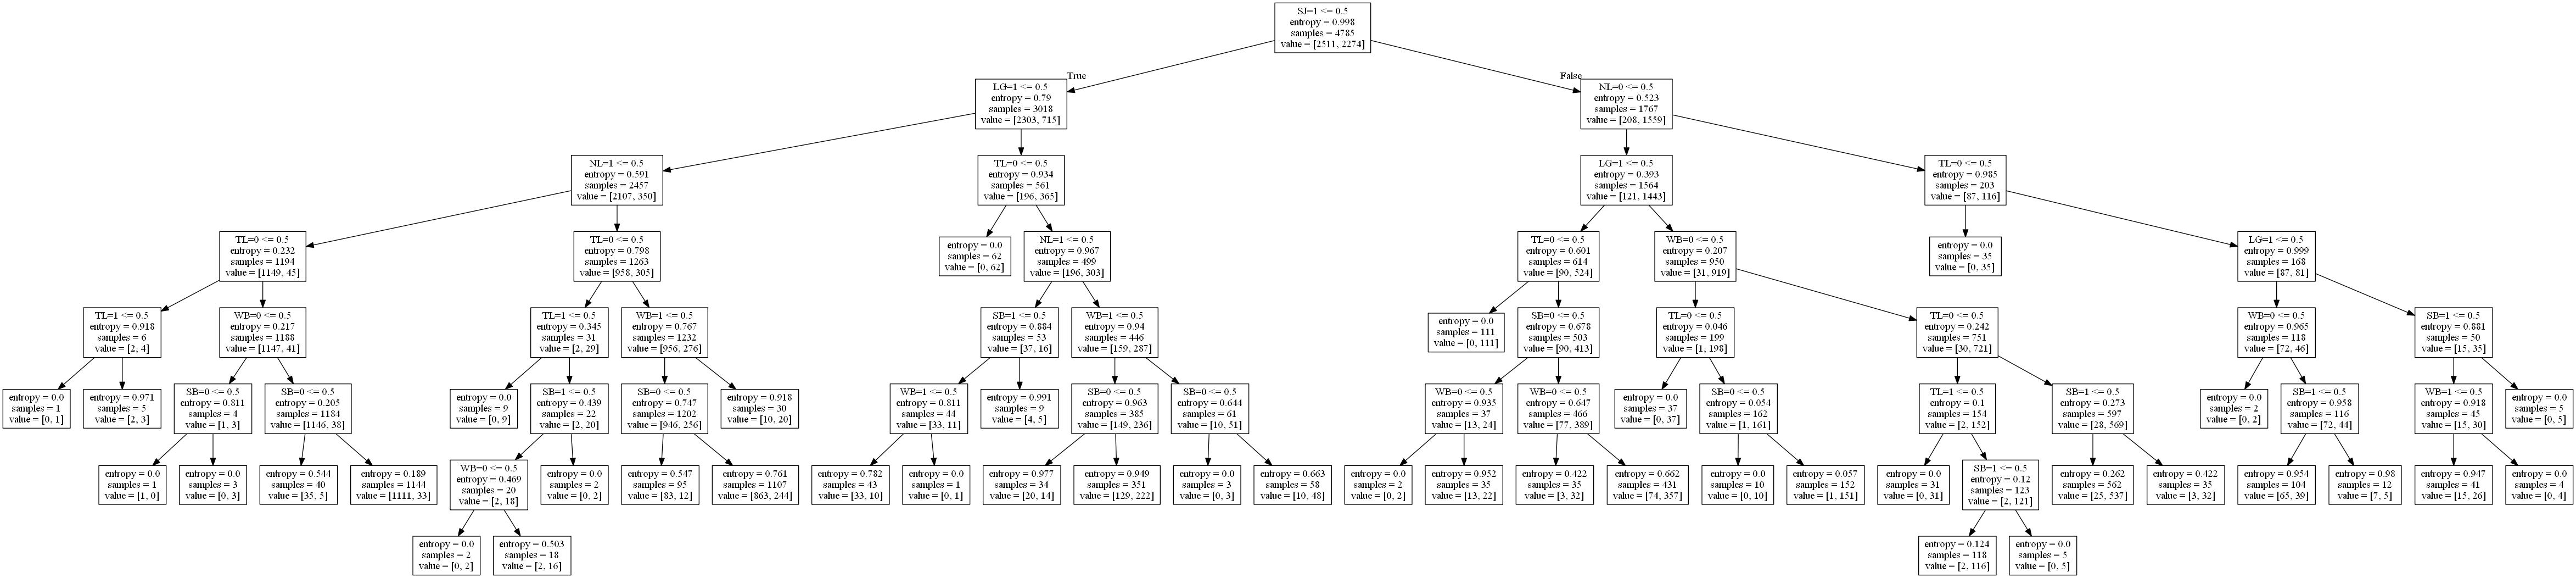 SJ=1 <= 0.5
entropy = 0.998
samples = 4785
value = [2511, 2274]
True
False
LG=1 <= 0.5
entropy = 0.79
samples = 3018
value = [2303, 715]
NL=0 <= 0.5
entropy = 0.523
samples = 1767
value = [208, 1559]
NL=1 <= 0.5
entropy = 0.591
samples = 2457
value = [2107, 350]
TL=0 <= 0.5
entropy = 0.934
samples = 561
value = [196, 365]
LG=1 <= 0.5
entropy = 0.393
samples = 1564
value = [121, 1443]
TL=0 <= 0.5
entropy = 0.985
samples = 203
value = [87, 116]
TL=0 <= 0.5
entropy = 0.232
samples = 1194
value = [1149, 45]
TL=0 <= 0.5
entropy = 0.798
samples = 1263
value = [958, 305]
entropy = 0.0
samples = 62
value = [0, 62]
NL=1 <= 0.5
entropy = 0.967
samples = 499
value = [196, 303]
TL=0 <= 0.5
entropy = 0.601
samples = 614
value = [90, 524]
WB=0 <= 0.5
entropy = 0.207
samples = 950
value = [31, 919]
entropy = 0.0
samples = 35
value = [0, 35]
LG=1 <= 0.5
entropy = 0.999
samples = 168
value = [87, 81]
TL=1 <= 0.5
entropy = 0.918
samples = 6
value = [2, 4]
WB=0 <= 0.5
entropy = 0.217
samples = 1188
value = [1147, 41]
TL=1 <= 0.5
entropy = 0.345
samples = 31
value = [2, 29]
WB=1 <= 0.5
entropy = 0.767
samples = 1232
value = [956, 276]
SB=1 <= 0.5
entropy = 0.884
samples = 53
value = [37, 16]
WB=1 <= 0.5
entropy = 0.94
samples = 446
value = [159, 287]
entropy = 0.0
samples = 111
value = [0, 111]
SB=0 <= 0.5
entropy = 0.678
samples = 503
value = [90, 413]
TL=0 <= 0.5
entropy = 0.046
samples = 199
value = [1, 198]
TL=0 <= 0.5
entropy = 0.242
samples = 751
value = [30, 721]
WB=0 <= 0.5
entropy = 0.965
samples = 118
value = [72, 46]
SB=1 <= 0.5
entropy = 0.881
samples = 50
value = [15, 35]
entropy = 0.0
samples = 1
value = [0, 1]
entropy = 0.971
samples = 5
value = [2, 3]
SB=0 <= 0.5
entropy = 0.811
samples = 4
value = [1, 3]
SB=0 <= 0.5
entropy = 0.205
samples = 1184
value = [1146, 38]
entropy = 0.0
samples = 9
value = [0, 9]
SB=1 <= 0.5
entropy = 0.439
samples = 22
value = [2, 20]
SB=0 <= 0.5
entropy = 0.747
samples = 1202
value = [946, 256]
entropy = 0.918
samples = 30
value = [10, 20]
WB=1 <= 0.5
entropy = 0.811
samples = 44
value = [33, 11]
entropy = 0.991
samples = 9
value = [4, 5]
SB=0 <= 0.5
entropy = 0.963
samples = 385
value = [149, 236]
SB=0 <= 0.5
entropy = 0.644
samples = 61
value = [10, 51]
WB=0 <= 0.5
entropy = 0.935
samples = 37
value = [13, 24]
WB=0 <= 0.5
entropy = 0.647
samples = 466
value = [77, 389]
entropy = 0.0
samples = 37
value = [0, 37]
SB=0 <= 0.5
entropy = 0.054
samples = 162
value = [1, 161]
TL=1 <= 0.5
entropy = 0.1
samples = 154
value = [2, 152]
SB=1 <= 0.5
entropy = 0.273
samples = 597
value = [28, 569]
entropy = 0.0
samples = 2
value = [0, 2]
SB=1 <= 0.5
entropy = 0.958
samples = 116
value = [72, 44]
WB=1 <= 0.5
entropy = 0.918
samples = 45
value = [15, 30]
entropy = 0.0
samples = 5
value = [0, 5]
entropy = 0.0
samples = 1
value = [1, 0]
entropy = 0.0
samples = 3
value = [0, 3]
entropy = 0.544
samples = 40
value = [35, 5]
entropy = 0.189
samples = 1144
value = [1111, 33]
WB=0 <= 0.5
entropy = 0.469
samples = 20
value = [2, 18]
entropy = 0.0
samples = 2
value = [0, 2]
entropy = 0.547
samples = 95
value = [83, 12]
entropy = 0.761
samples = 1107
value = [863, 244]
entropy = 0.782
samples = 43
value = [33, 10]
entropy = 0.0
samples = 1
value = [0, 1]
entropy = 0.977
samples = 34
value = [20, 14]
entropy = 0.949
samples = 351
value = [129, 222]
entropy = 0.0
samples = 3
value = [0, 3]
entropy = 0.663
samples = 58
value = [10, 48]
entropy = 0.0
samples = 2
value = [0, 2]
entropy = 0.952
samples = 35
value = [13, 22]
entropy = 0.422
samples = 35
value = [3, 32]
entropy = 0.662
samples = 431
value = [74, 357]
entropy = 0.0
samples = 10
value = [0, 10]
entropy = 0.057
samples = 152
value = [1, 151]
entropy = 0.0
samples = 31
value = [0, 31]
SB=1 <= 0.5
entropy = 0.12
samples = 123
value = [2, 121]
entropy = 0.262
samples = 562
value = [25, 537]
entropy = 0.422
samples = 35
value = [3, 32]
entropy = 0.954
samples = 104
value = [65, 39]
entropy = 0.98
samples = 12
value = [7, 5]
entropy = 0.947
samples = 41
value = [15, 26]
entropy = 0.0
samples = 4
value = [0, 4]
entropy = 0.0
samples = 2
value = [0, 2]
entropy = 0.503
samples = 18
value = [2, 16]
entropy = 0.124
samples = 118
value = [2, 116]
entropy = 0.0
samples = 5
value = [0, 5]